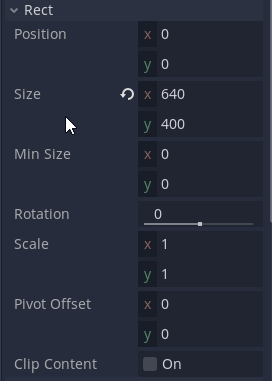 Rect
Position x 0
y 0
Size x 640
y 400
Min Size x 0
y 0
Rotation 0
Scale x 1
y 1
Pivot Offset x 0
y 0
Clip Content On